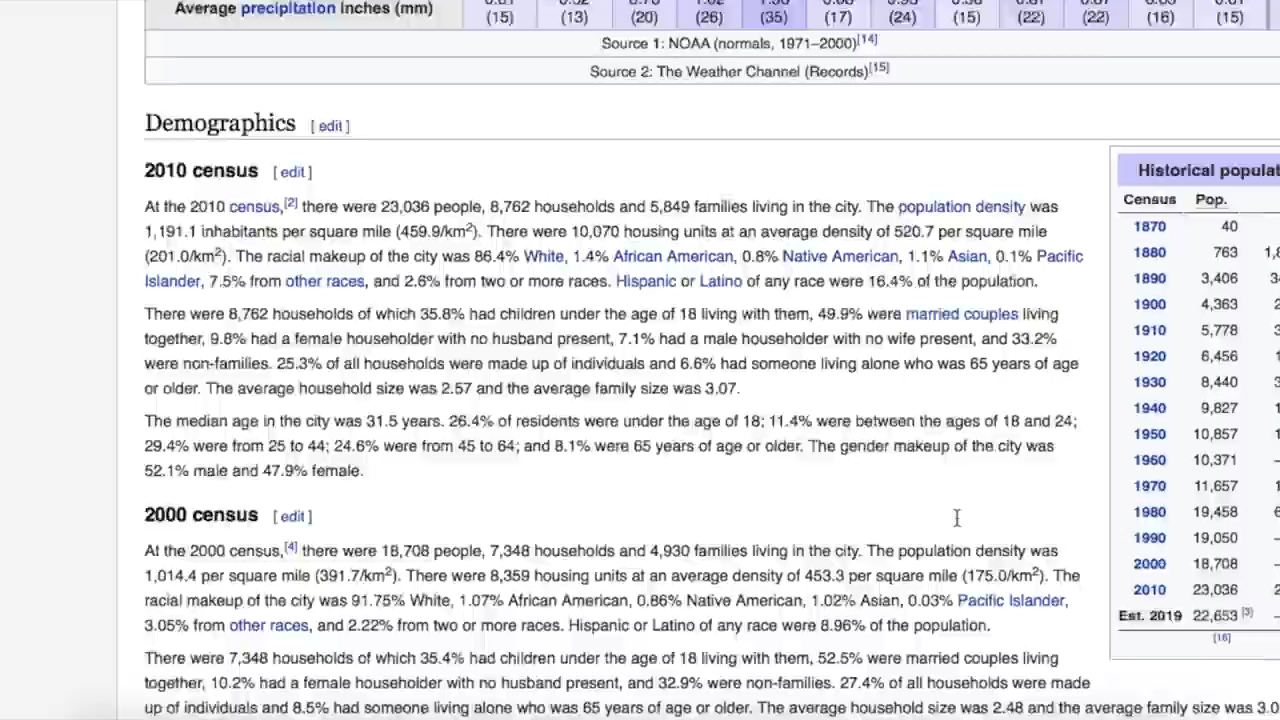 Average precipitation inches (mm)
(15) (13) (20) (26) (35) (17) (24) (15) (22) (22) (16) (15)
Source 1: NOAA (normals, 1971–2000)[14]
Source 2: The Weather Channel (Records)[15]
Demographics [ edit ]
2010 census [ edit ]
At the 2010 census,[2] there were 23,036 people, 8,762 households and 5,849 families living in the city. The population density was
1,191.1 inhabitants per square mile (459.9/km2). There were 10,070 housing units at an average density of 520.7 per square mile
(201.0/km2). The racial makeup of the city was 86.4% White, 1.4% African American, 0.8% Native American, 1.1% Asian, 0.1% Pacific
Islander, 7.5% from other races, and 2.6% from two or more races. Hispanic or Latino of any race were 16.4% of the population.
There were 8,762 households of which 35.8% had children under the age of 18 living with them, 49.9% were married couples living
together, 9.8% had a female householder with no husband present, 7.1% had a male householder with no wife present, and 33.2%
were non-families. 25.3% of all households were made up of individuals and 6.6% had someone living alone who was 65 years of age
or older. The average household size was 2.57 and the average family size was 3.07.
The median age in the city was 31.5 years. 26.4% of residents were under the age of 18; 11.4% were between the ages of 18 and 24;
29.4% were from 25 to 44; 24.6% were from 45 to 64; and 8.1% were 65 years of age or older. The gender makeup of the city was
52.1% male and 47.9% female.
2000 census [ edit ]
At the 2000 census,[4] there were 18,708 people, 7,348 households and 4,930 families living in the city. The population density was
1,014.4 per square mile (391.7/km2). There were 8,359 housing units at an average density of 453.3 per square mile (175.0/km2). The
racial makeup of the city was 91.75% White, 1.07% African American, 0.86% Native American, 1.02% Asian, 0.03% Pacific Islander,
3.05% from other races, and 2.22% from two or more races. Hispanic or Latino of any race were 8.96% of the population.
There were 7,348 households of which 35.4% had children under the age of 18 living with them, 52.5% were married couples living
together, 10.2% had a female householder with no husband present, and 32.9% were non-families. 27.4% of all households were made
up of individuals and 8.5% had someone living alone who was 65 years of age or older. The average household size was 2.48 and the average family size was 3.0
Historical populat
Census Pop.
1870 40
1880 763 1,8
1890 3,406 3
1900 4,363 2
1910 5,778 3
1920 6,456 1
1930 8,440 3
1940 9,827 1
1950 10,857 1
1960 10,371 –
1970 11,657 1
1980 19,458 6
1990 19,050 –
2000 18,708 –
2010 23,036 2
Est. 2019 22,653 [3] –
[16]